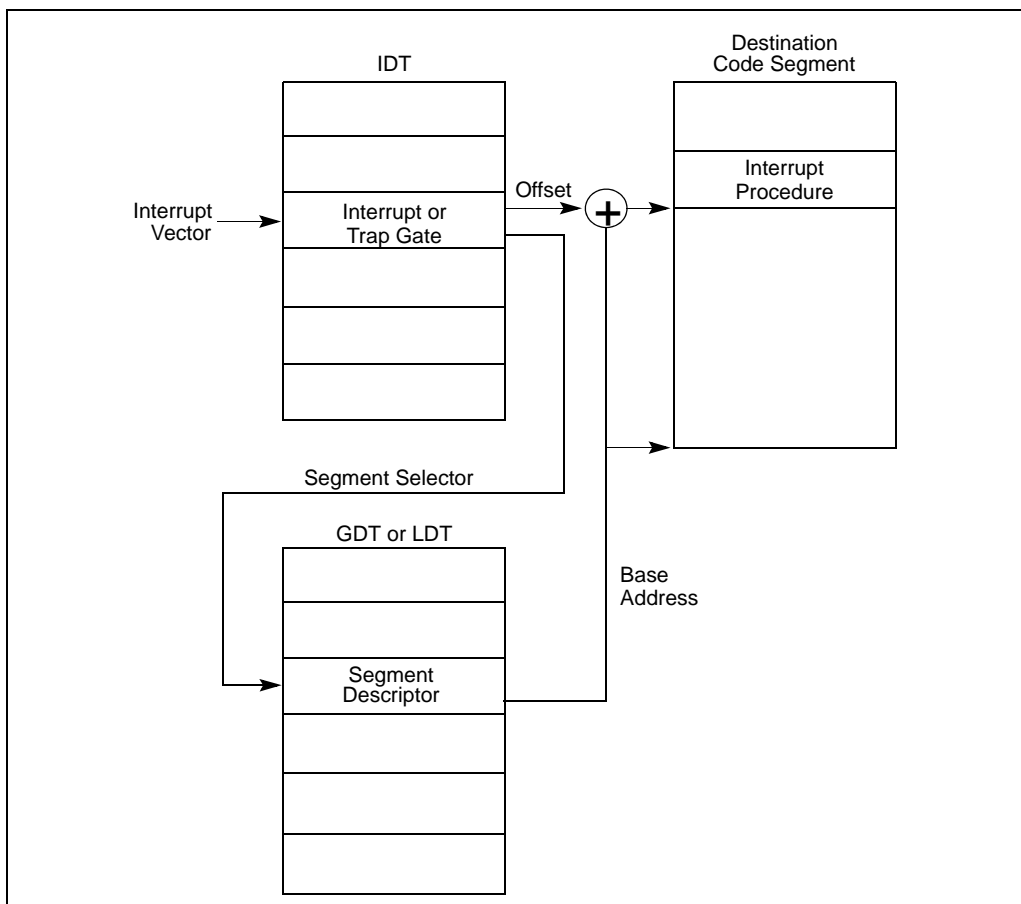 IDT
Destination
Code Segment
Interrupt
Vector
Interrupt or
Trap Gate
Offset
+
Interrupt
Procedure
Segment Selector
GDT or LDT
Base
Address
Segment
Descriptor